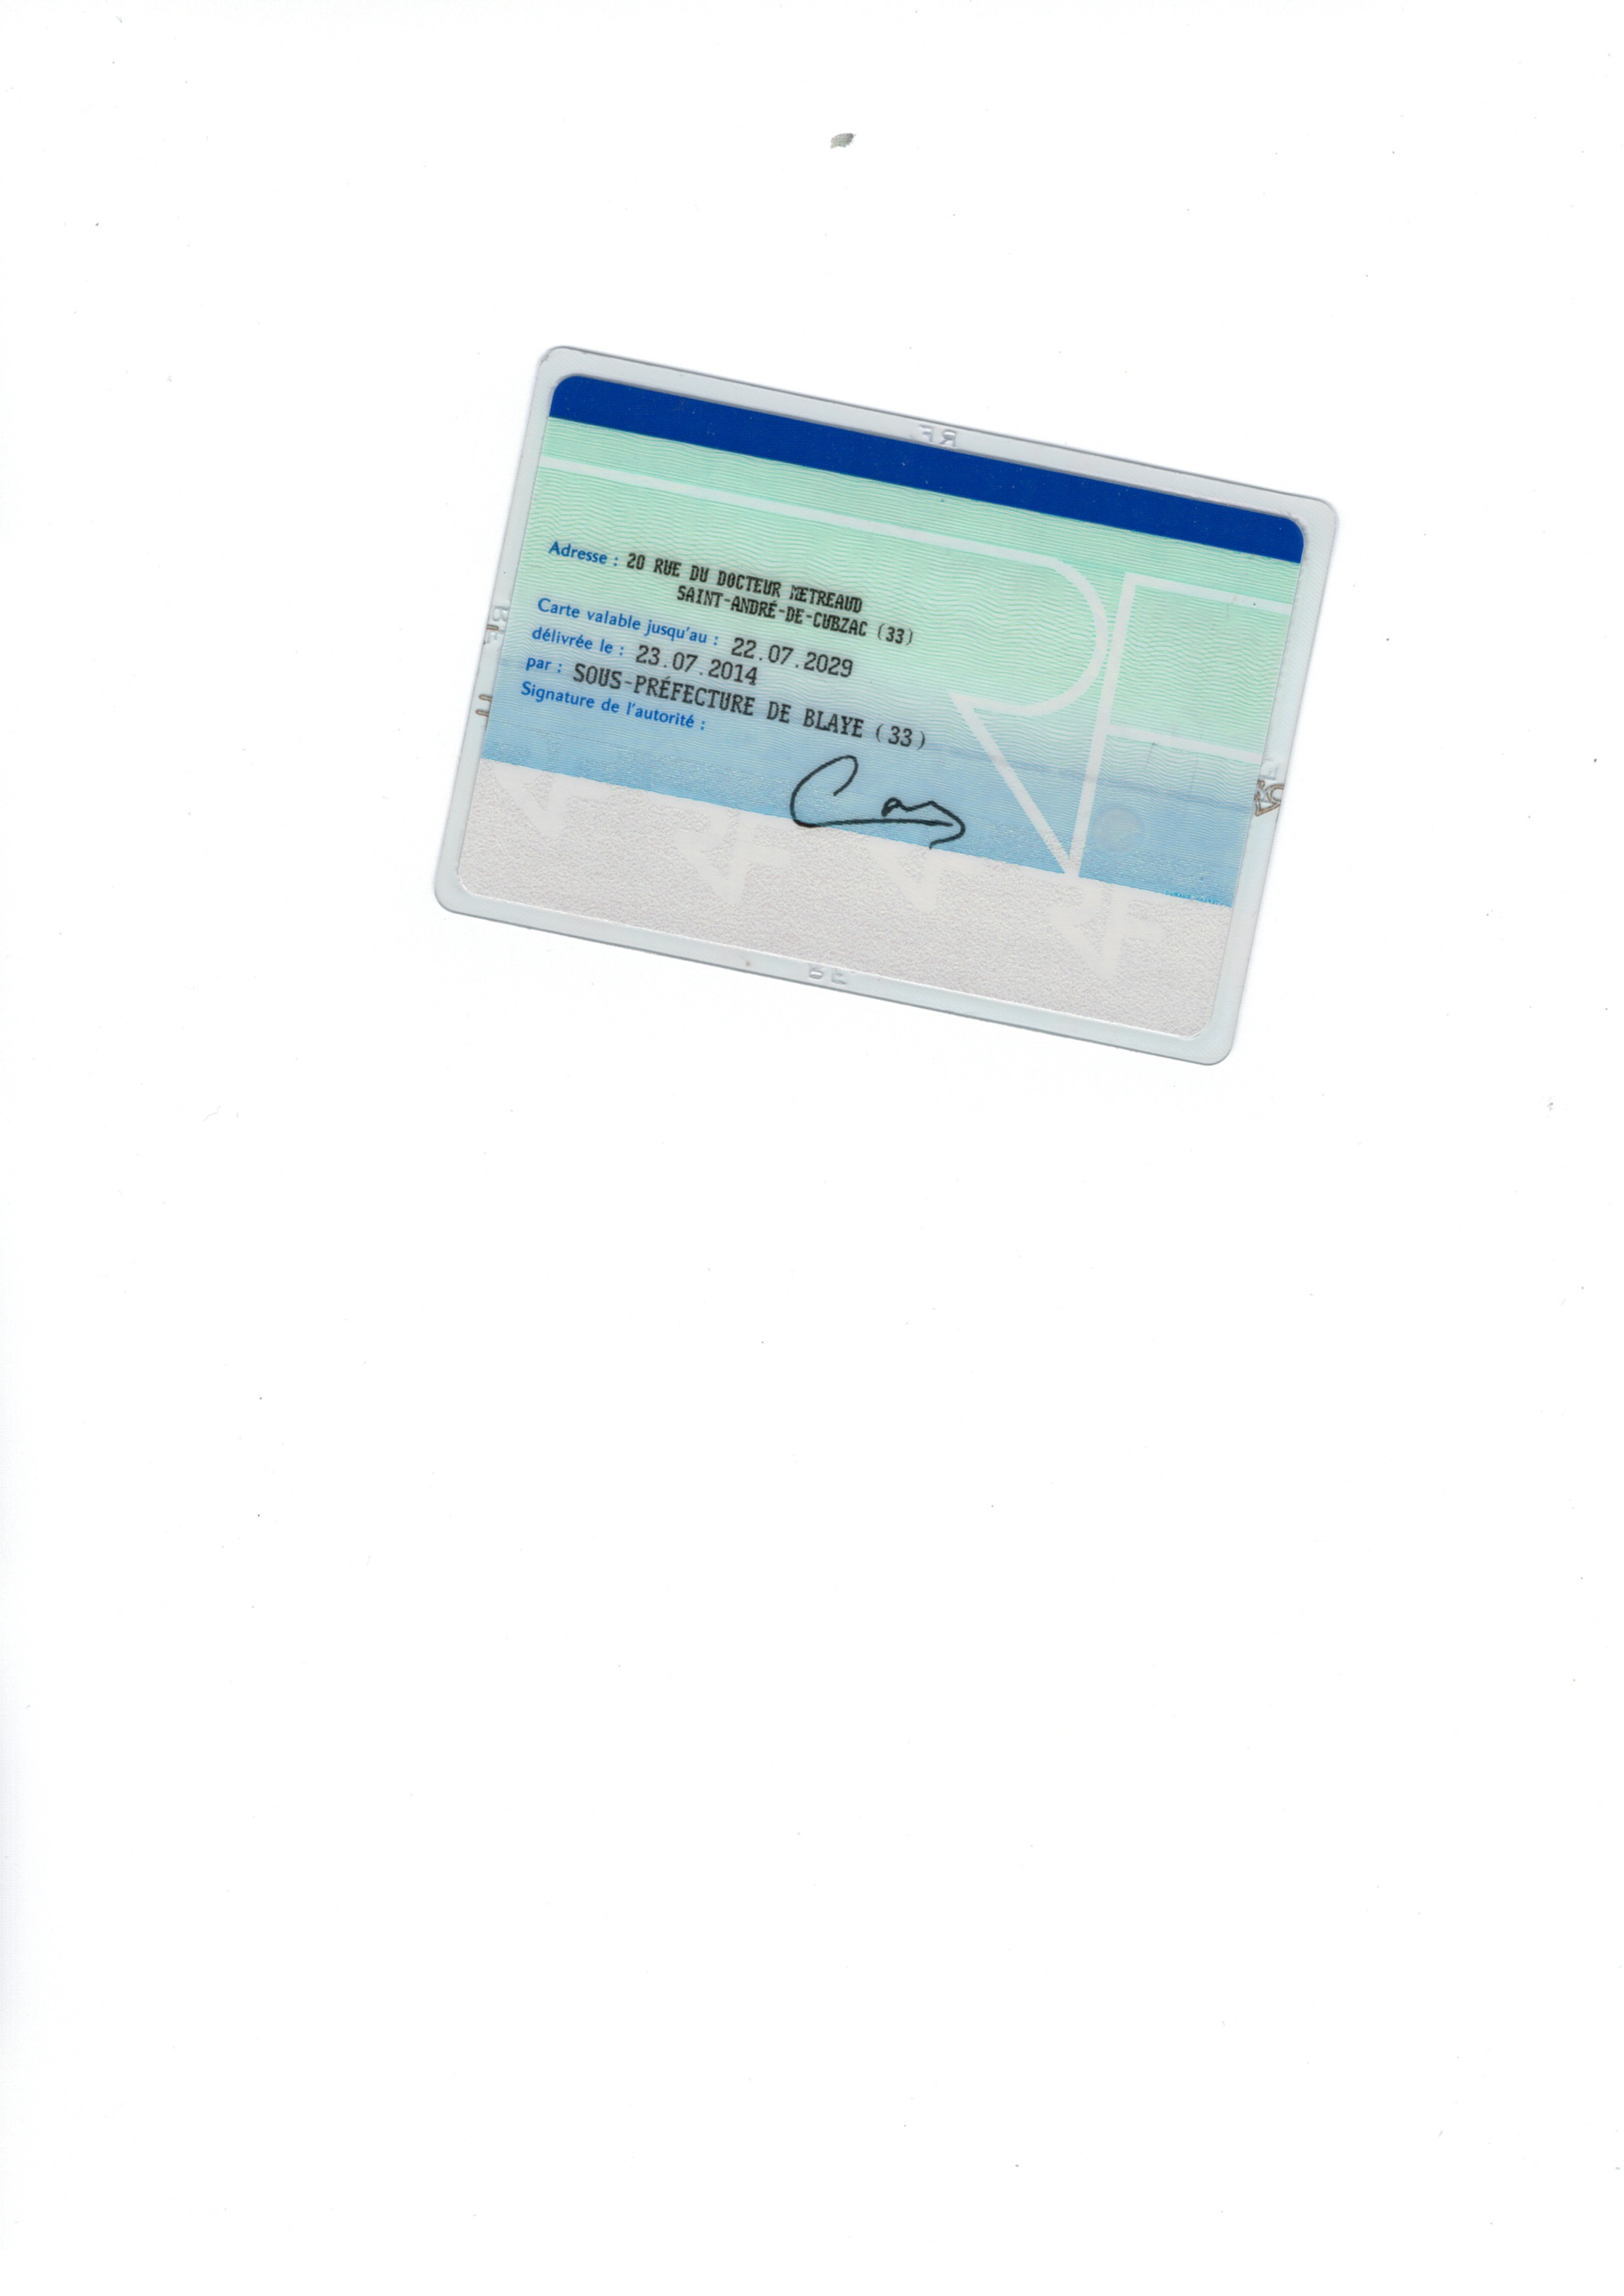 RF
Adresse : 20 RUE DU DOCTEUR METREAUD
SAINT-ANDRÉ-DE-CUBZAC (33)
Carte valable jusqu'au : 22.07.2029
délivrée le : 23.07.2014
par : SOUS-PRÉFECTURE DE BLAYE (33)
Signature de l'autorité :
RF